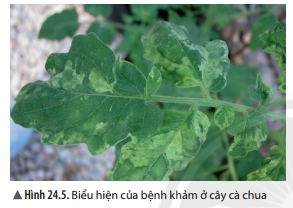 ▲ Hình 24.5. Biểu hiện của bệnh khảm ở cây cà chua